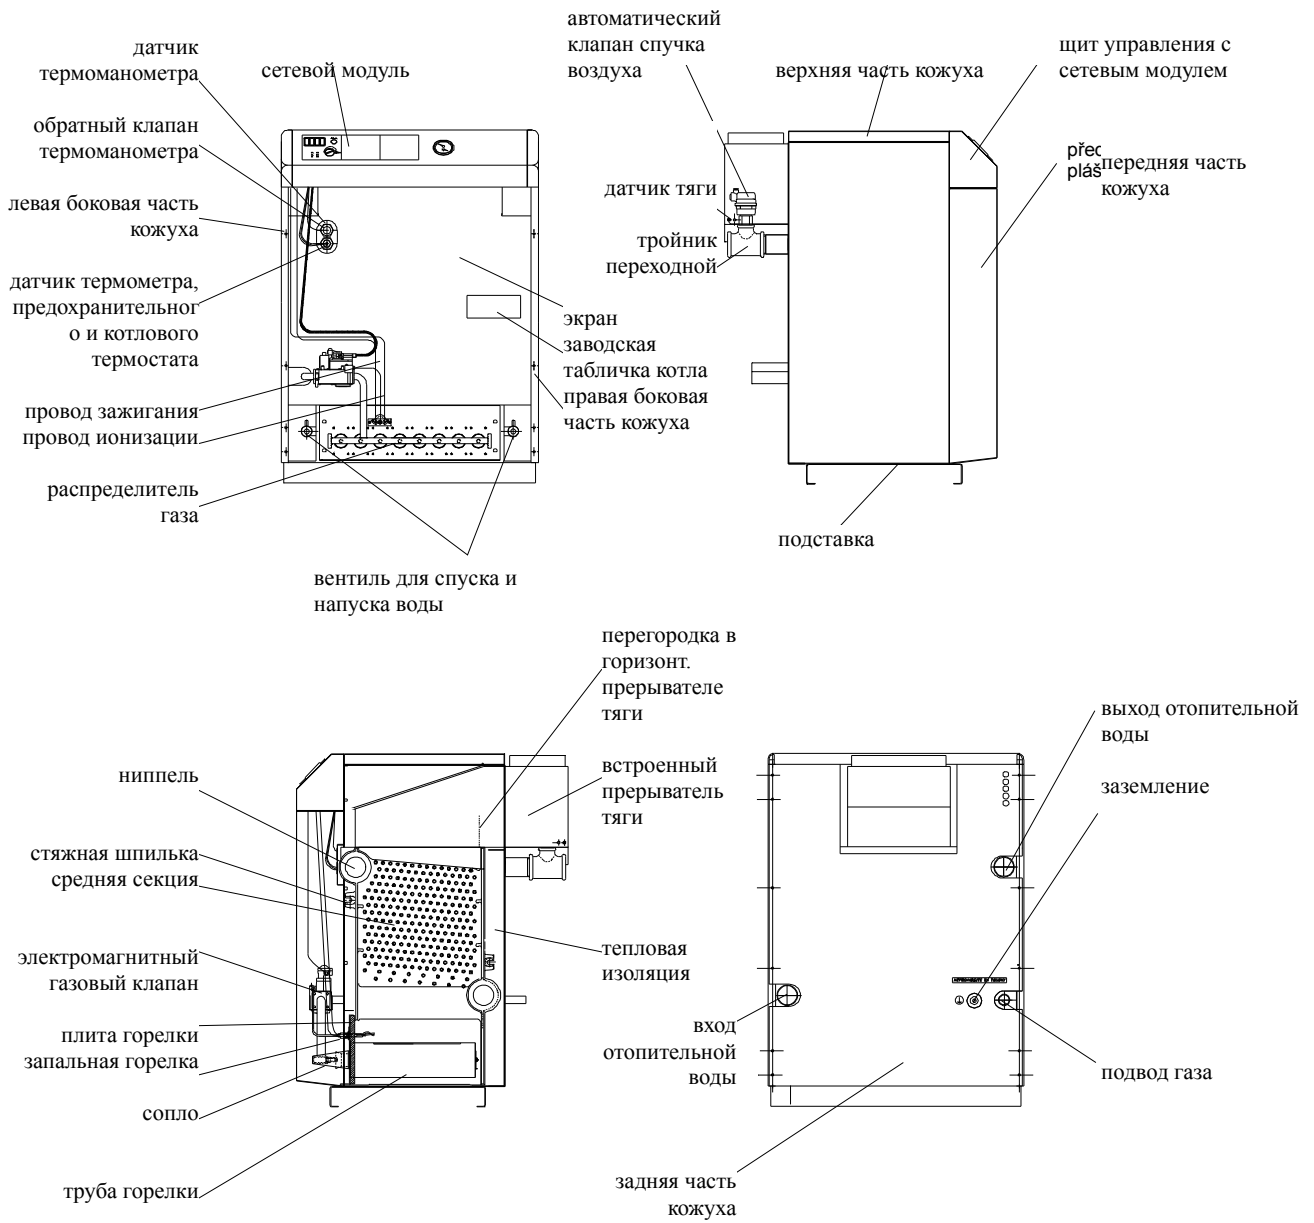 датчик
термоманометра
сетевой модуль
обратный клапан
термоманометра
левая боковая часть
кожуха
датчик термометра,
предохранительног
о и котлового
термостата
провод зажигания
провод ионизации
распределитель
газа
вентиль для спуска и
напуска воды
экран
заводская
табличка котла
правая боковая
часть кожуха
автоматический
клапан спучка
воздуха
верхняя часть кожуха
щит управления с
сетевым модулем
датчик тяги
тройник
переходной
před
pláš
передняя часть
кожуха
подставка
перегородка в
горизонт.
прерывателе
тяги
ниппель
встроенный
прерыватель
тяги
стяжная шпилька
средняя секция
электромагнитный
газовый клапан
тепловая
изоляция
плита горелки
запальная горелка
сопло
труба горелки
выход отопительной
воды
заземление
вход
отопительной
воды
подвод газа
задняя часть
кожуха